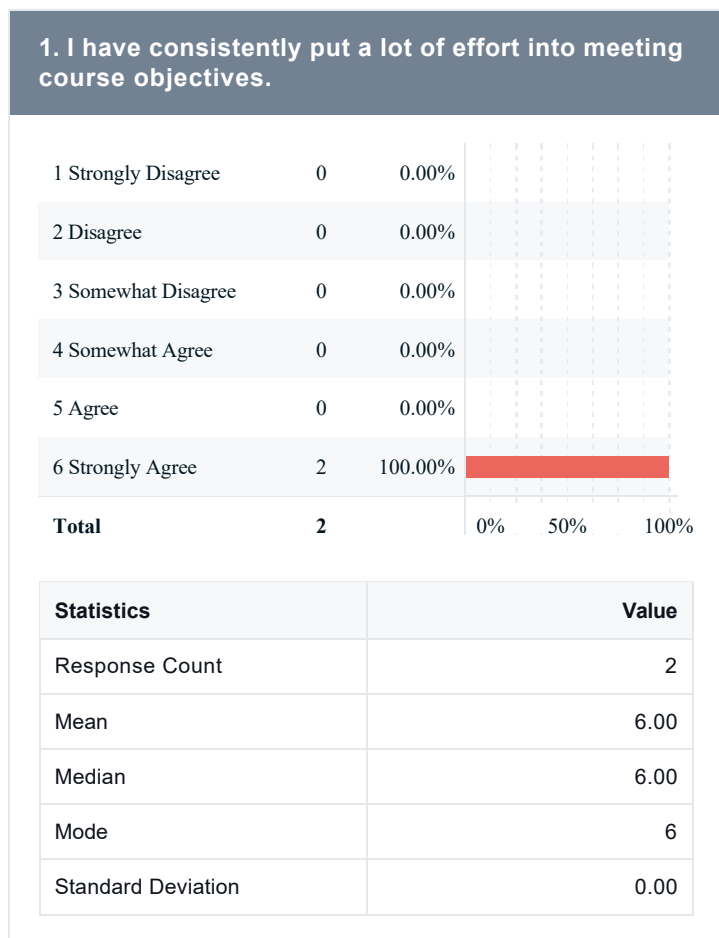 1. I have consistently put a lot of effort into meeting
course objectives.
1 Strongly Disagree 0 0.00%
2 Disagree 0 0.00%
3 Somewhat Disagree 0 0.00%
4 Somewhat Agree 0 0.00%
5 Agree 0 0.00%
6 Strongly Agree 2 100.00%
Total 2 0% 50% 100%
Statistics Value
Response Count 2
Mean 6.00
Median 6.00
Mode 6
Standard Deviation 0.00